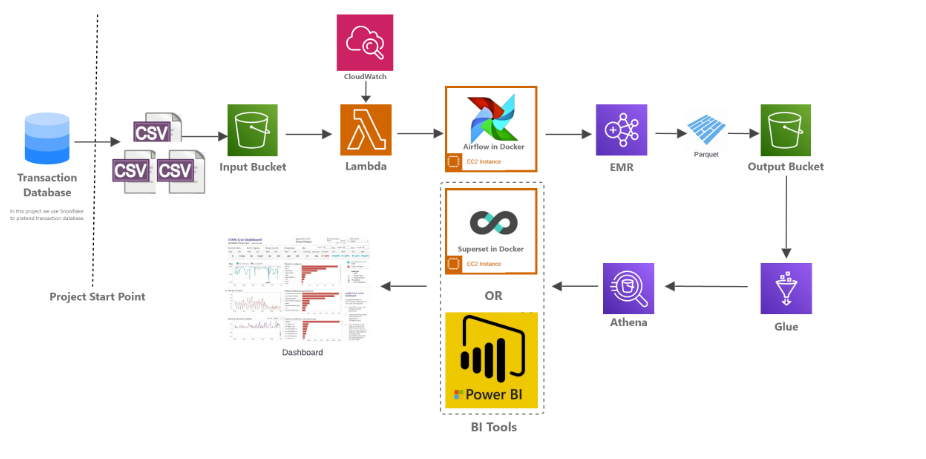 CloudWatch
CSV
CSV
CSV
Transaction
Database
In this project we use Snowflake
to pretend transaction database
Input Bucket
Lambda
Airflow in Docker
EC2 Instance
EMR
Parquet
Output Bucket
Superset in Docker
EC2 Instance
Project Start Point
OR
Dashboard
Athena
Glue
Power BI
BI Tools